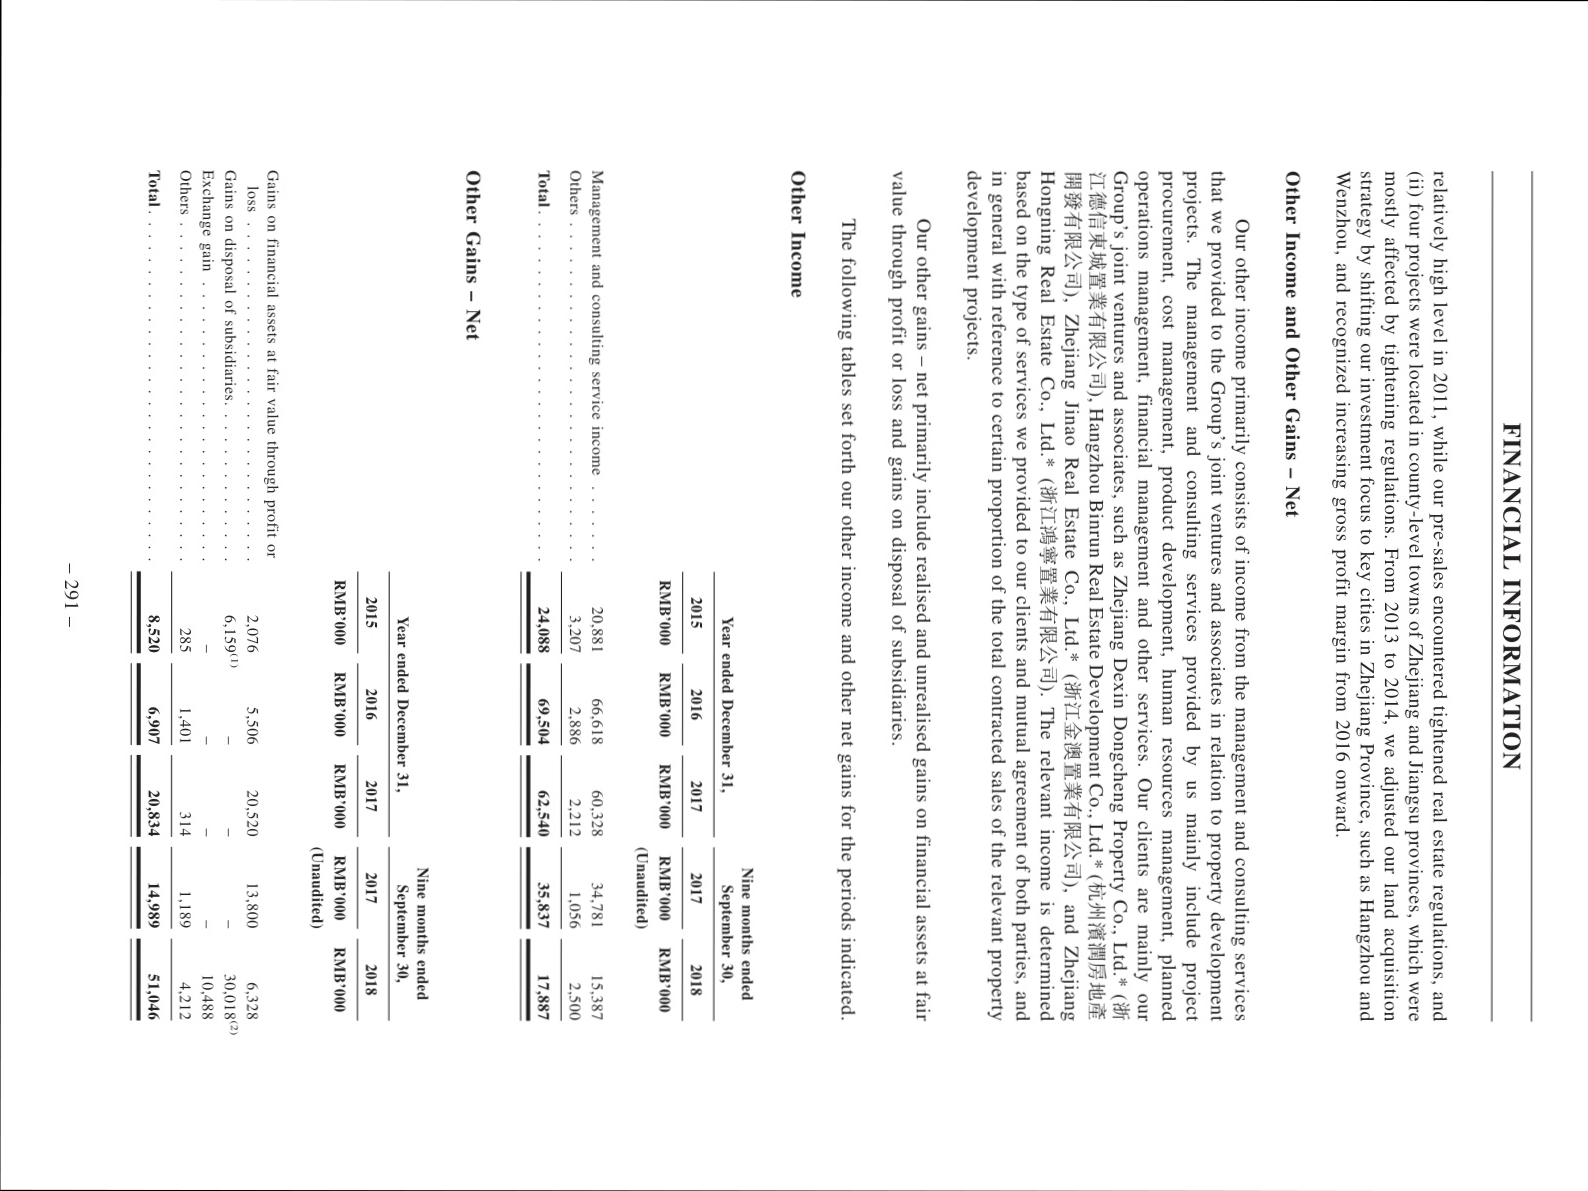 FINANCIAL INFORMATION
relatively high level in 2011, while our pre-sales encountered tightened real estate regulations, and
(ii) four projects were located in county-level towns of Zhejiang and Jiangsu provinces, which were
mostly affected by tightening regulations. From 2013 to 2014, we adjusted our land acquisition
strategy by shifting our investment focus to key cities in Zhejiang Province, such as Hangzhou and
Wenzhou, and recognized increasing gross profit margin from 2016 onward.
Other Income and Other Gains – Net
Our other income primarily consists of income from the management and consulting services
that we provided to the Group's joint ventures and associates in relation to property development
projects. The management and consulting services provided by us mainly include project
procurement, cost management, product development, human resources management, planned
operations management, financial management and other services. Our clients are mainly our
Group's joint ventures and associates, such as Zhejiang Dexin Dongcheng Property Co., Ltd.* (浙
江德信東城置業有限公司), Hangzhou Binrun Real Estate Development Co., Ltd.* (杭州濱潤房地產
開發有限公司), Zhejiang Jinao Real Estate Co., Ltd.* (浙江金澳置業有限公司), and Zhejiang
Hongning Real Estate Co., Ltd.* (浙江鴻寧置業有限公司). The relevant income is determined
based on the type of services we provided to our clients and mutual agreement of both parties, and
in general with reference to certain proportion of the total contracted sales of the relevant property
development projects.
Our other gains – net primarily include realised and unrealised gains on financial assets at fair
value through profit or loss and gains on disposal of subsidiaries.
The following tables set forth our other income and other net gains for the periods indicated.
Other Income
Nine months ended
Year ended December 31, September 30,
2015 2016 2017 2017 2018
RMB'000 RMB'000 RMB'000 RMB'000 RMB'000
(Unaudited)
Management and consulting service income . . . . . . . 20,881 66,618 60,328 34,781 15,387
Others . . . . . . . . . . . . . . . . . . . . . . . . . . . . . . 3,207 2,886 2,212 1,056 2,500
Total . . . . . . . . . . . . . . . . . . . . . . . . . . . . . . . 24,088 69,504 62,540 35,837 17,887
Other Gains – Net
Nine months ended
Year ended December 31, September 30,
2015 2016 2017 2017 2018
RMB'000 RMB'000 RMB'000 RMB'000 RMB'000
(Unaudited)
Gains on financial assets at fair value through profit or
loss . . . . . . . . . . . . . . . . . . . . . . . . . . . . . . 2,076 5,506 20,520 13,800 6,328
Gains on disposal of subsidiaries. . . . . . . . . . . . . 6,159(1) – – – 30,018(2)
Exchange gain . . . . . . . . . . . . . . . . . . . . . . . . – – – – 10,488
Others . . . . . . . . . . . . . . . . . . . . . . . . . . . . . . 285 1,401 314 1,189 4,212
Total . . . . . . . . . . . . . . . . . . . . . . . . . . . . . . . 8,520 6,907 20,834 14,989 51,046
– 291 –